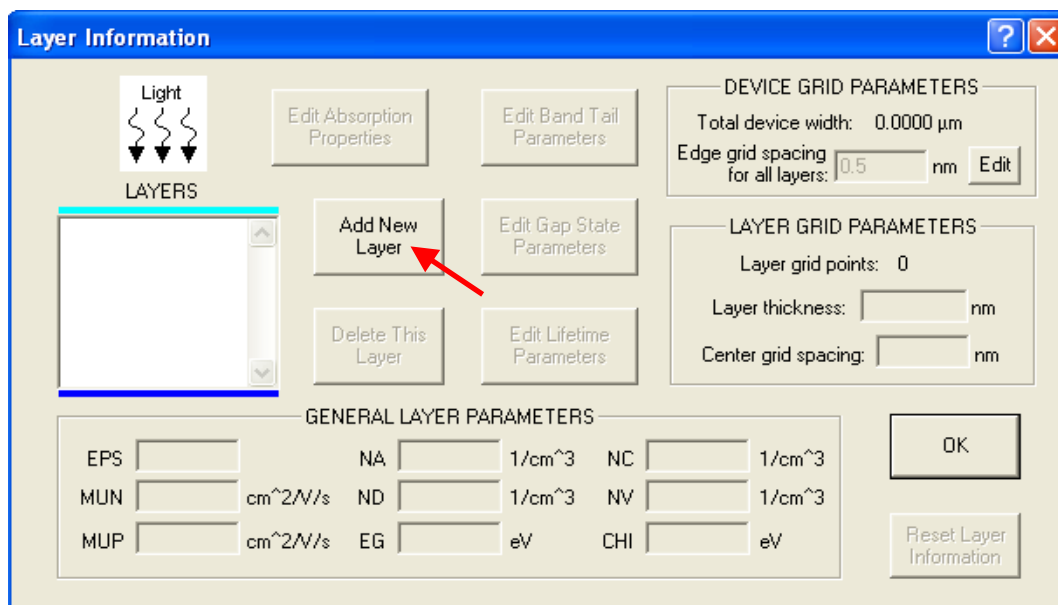 Layer Information
Light
LAYERS
Edit Absorption
Properties
Edit Band Tail
Parameters
Add New
Layer
Edit Gap State
Parameters
Delete This
Layer
Edit Lifetime
Parameters
DEVICE GRID PARAMETERS
Total device width: 0.0000 µm
Edge grid spacing
for all layers: 0.5 nm Edit
LAYER GRID PARAMETERS
Layer grid points: 0
Layer thickness: nm
Center grid spacing: nm
GENERAL LAYER PARAMETERS
EPS NA 1/cm^3 NC 1/cm^3
MUN cm^2/V/s ND 1/cm^3 NV 1/cm^3
MUP cm^2/V/s EG eV CHI eV
OK
Reset Layer
Information